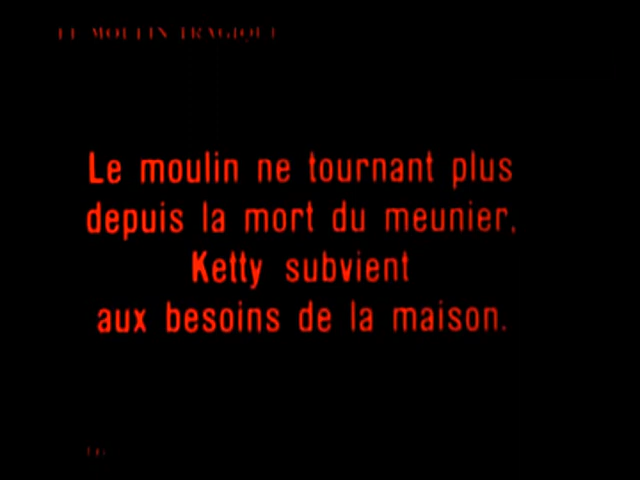 LE MOULIN TRAGIQUE
Le moulin ne tournant plus
depuis la mort du meunier,
Ketty subvient
aux besoins de la maison.